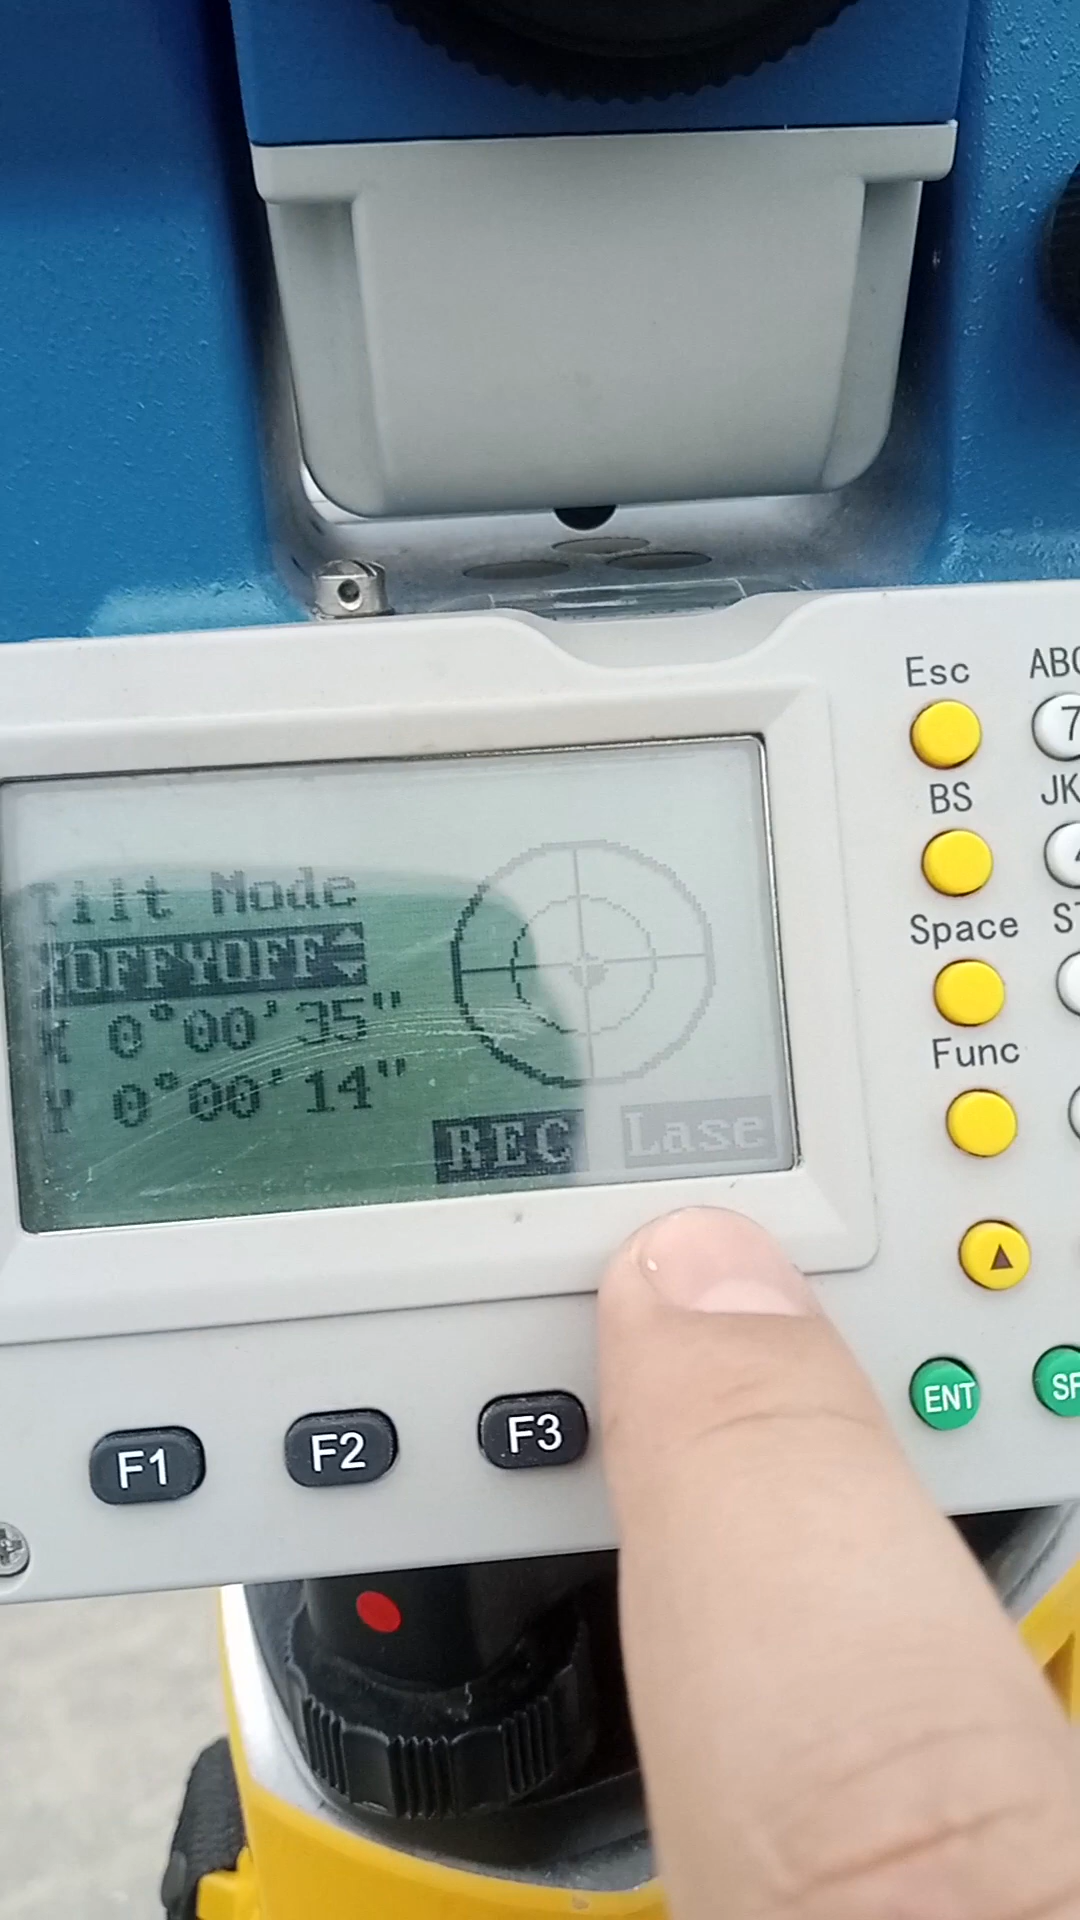 Esc
ABC
7
BS
JK
Space
ST
Func
Tilt Mode
XOFFYOFF
X 0°00'35"
Y 0°00'14"
REC Lase
▲
ENT
F1 F2 F3